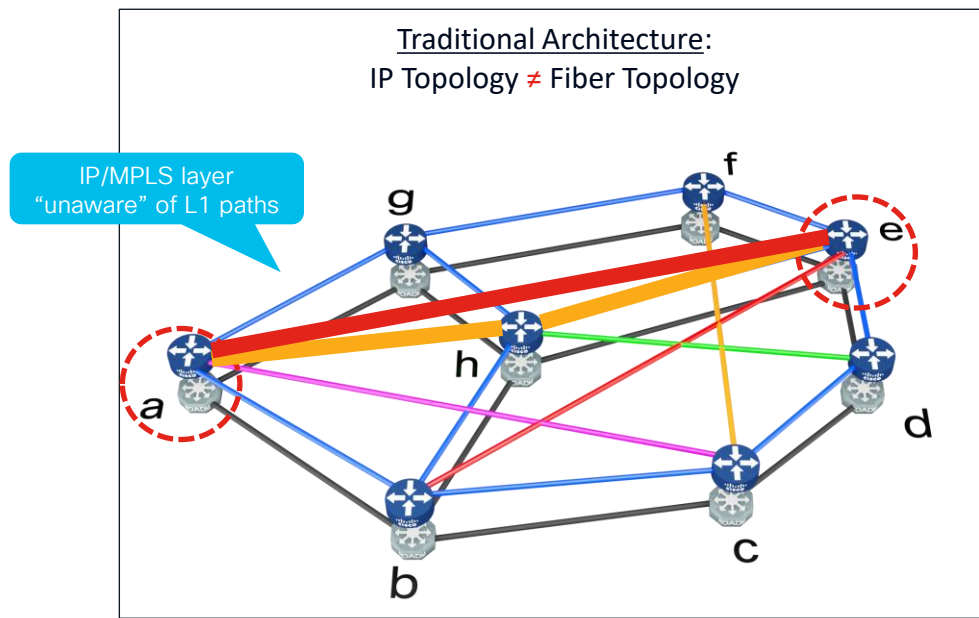 Traditional Architecture:
IP Topology ≠ Fiber Topology
IP/MPLS layer
“unaware” of L1 paths
f
g
e
h
a
d
c
b